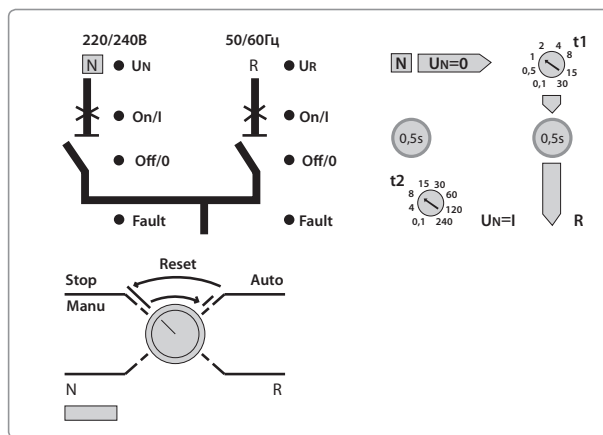 220/240В 50/60Гц
N UN R UR
On/I On/I
Off/0 Off/0
Fault Fault
N UN=0
t1
0,1 0,5 1 2 4 8 15 30
0,5s 0,5s
t2
0,1 4 8 15 30 60 120 240
UN=I R
Reset
Stop Auto
Manu
N R